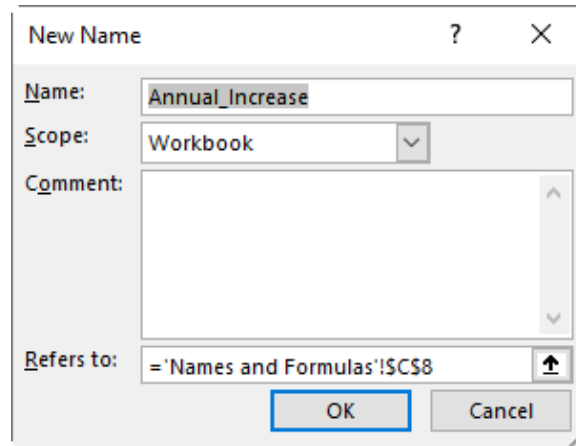 New Name ?
Name: Annual_Increase
Scope: Workbook
Comment:
Refers to: ='Names and Formulas'!$C$8
OK Cancel